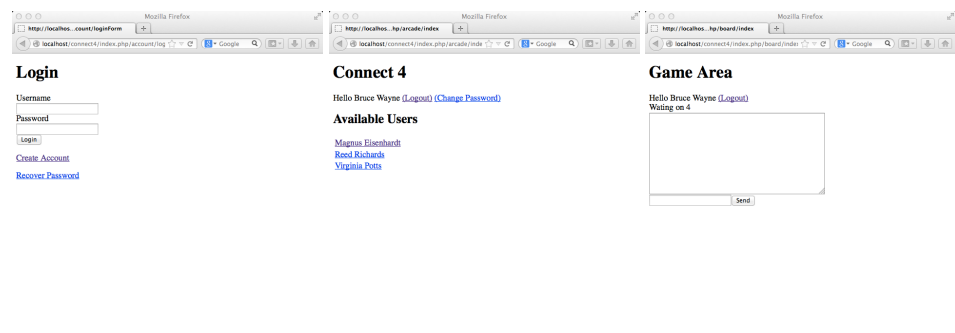 Mozilla Firefox
http://localhos...count/loginForm
localhost/connect4/index.php/account/log
Google
Login
Username
Password
Login
Create Account
Recover Password
Mozilla Firefox
http://localhos...hp/arcade/index
localhost/connect4/index.php/arcade/inde
Google
Connect 4
Hello Bruce Wayne (Logout) (Change Password)
Available Users
Magnus Eisenhardt
Reed Richards
Virginia Potts
Mozilla Firefox
http://localhos...hp/board/index
localhost/connect4/index.php/board/index
Google
Game Area
Hello Bruce Wayne (Logout)
Wating on 4
Send